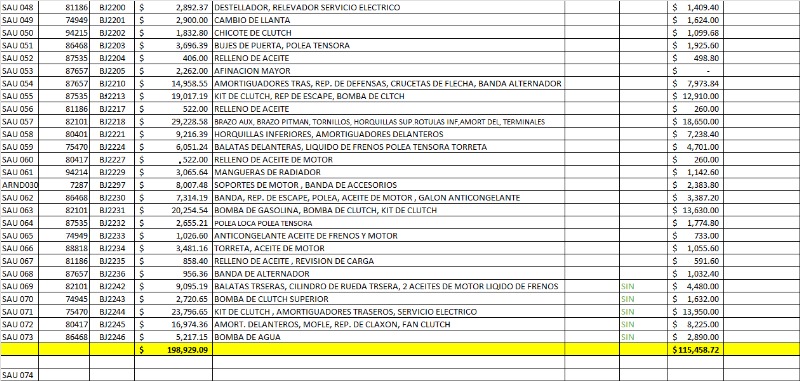 SAU 048 81186 BJ2200 $ 2,892.37 DESTELLADOR, RELEVADOR SERVICIO ELECTRICO $ 1,409.40
SAU 049 74949 BJ2201 $ 2,900.00 CAMBIO DE LLANTA $ 1,624.00
SAU 050 94215 BJ2202 $ 1,832.80 CHICOTE DE CLUTCH $ 1,099.68
SAU 051 86468 BJ2203 $ 3,696.39 BUJES DE PUERTA, POLEA TENSORA $ 1,925.60
SAU 052 87535 BJ2204 $ 406.00 RELLENO DE ACEITE $ 498.80
SAU 053 87657 BJ2205 $ 2,262.00 AFINACION MAYOR $ -
SAU 054 87657 BJ2210 $ 14,958.55 AMORTIGUADORES TRAS, REP. DE DEFENSAS, CRUCETAS DE FLECHA, BANDA ALTERNADOR $ 7,973.84
SAU 055 87535 BJ2213 $ 19,017.19 KIT DE CLUTCH, REP DE ESCAPE, BOMBA DE CLTCH $ 12,910.00
SAU 056 81186 BJ2217 $ 522.00 RELLENO DE ACEITE $ 260.00
SAU 057 82101 BJ2218 $ 29,228.58 BRAZO AUX, BRAZO PITMAN, TORNILLOS, HORQUILLAS SUP.ROTULAS INF,AMORT DEL, TERMINALES $ 18,650.00
SAU 058 80401 BJ2221 $ 9,216.39 HORQUILLAS INFERIORES, AMORTIGUADORES DELANTEROS $ 7,238.40
SAU 059 75470 BJ2224 $ 6,051.24 BALATAS DELANTERAS, LIQUIDO DE FRENOS POLEA TENSORA TORRETA $ 4,701.00
SAU 060 80417 BJ2227 $ 522.00 RELLENO DE ACEITE DE MOTOR $ 260.00
SAU 061 94214 BJ2229 $ 3,065.64 MANGUERAS DE RADIADOR $ 1,142.60
ARND030 7287 BJ2297 $ 8,007.48 SOPORTES DE MOTOR , BANDA DE ACCESORIOS $ 2,383.80
SAU 062 86468 BJ2230 $ 7,314.19 BANDA, REP. DE ESCAPE, POLEA, ACEITE DE MOTOR , GALON ANTICONGELANTE $ 3,387.20
SAU 063 82101 BJ2231 $ 20,254.54 BOMBA DE GASOLINA, BOMBA DE CLUTCH, KIT DE CLUTCH $ 13,630.00
SAU 064 87535 BJ2232 $ 2,655.21 POLEA LOCA POLEA TENSORA $ 1,774.80
SAU 065 74949 BJ2233 $ 1,026.60 ANTICONGELANTE ACEITE DE FRENOS Y MOTOR $ 733.00
SAU 066 88818 BJ2234 $ 3,481.16 TORRETA, ACEITE DE MOTOR $ 1,055.60
SAU 067 81186 BJ2235 $ 858.40 RELLENO DE ACEITE , REVISION DE CARGA $ 591.60
SAU 068 87657 BJ2236 $ 956.36 BANDA DE ALTERNADOR $ 1,032.40
SAU 069 82101 BJ2242 $ 9,095.19 BALATAS TRSERAS, CILINDRO DE RUEDA TRSERA, 2 ACEITES DE MOTOR LIQIDO DE FRENOS SIN $ 4,480.00
SAU 070 74945 BJ2243 $ 2,720.65 BOMBA DE CLUTCH SUPERIOR SIN $ 1,632.00
SAU 071 75470 BJ2244 $ 23,796.65 KIT DE CLUTCH , AMORTIGUADORES TRASEROS, SERVICIO ELECTRICO SIN $ 13,950.00
SAU 072 80417 BJ2245 $ 16,974.36 AMORT. DELANTEROS, MOFLE, REP. DE CLAXON, FAN CLUTCH SIN $ 8,225.00
SAU 073 86468 BJ2246 $ 5,217.15 BOMBA DE AGUA SIN $ 2,890.00
$ 198,929.09 $115,458.72
SAU 074